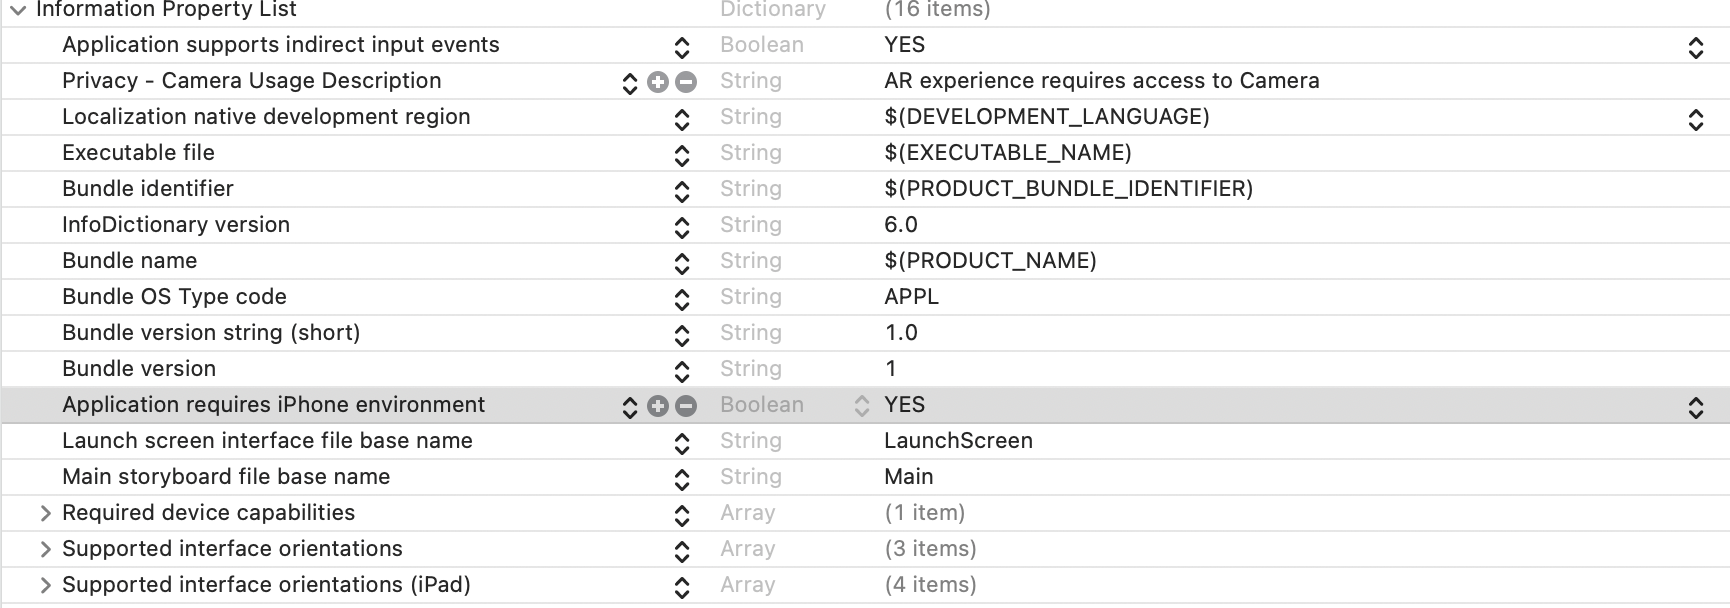 Information Property List Dictionary (16 items)
Application supports indirect input events Boolean YES
Privacy - Camera Usage Description String AR experience requires access to Camera
Localization native development region String $(DEVELOPMENT_LANGUAGE)
Executable file String $(EXECUTABLE_NAME)
Bundle identifier String $(PRODUCT_BUNDLE_IDENTIFIER)
InfoDictionary version String 6.0
Bundle name String $(PRODUCT_NAME)
Bundle OS Type code String APPL
Bundle version string (short) String 1.0
Bundle version String 1
Application requires iPhone environment Boolean YES
Launch screen interface file base name String LaunchScreen
Main storyboard file base name String Main
Required device capabilities Array (1 item)
Supported interface orientations Array (3 items)
Supported interface orientations (iPad) Array (4 items)